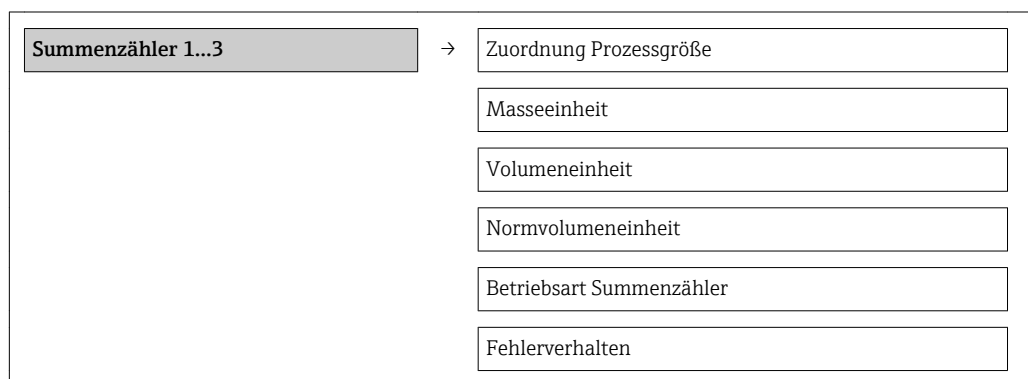 Summenzähler 1...3 → Zuordnung Prozessgröße
Masseeinheit
Volumeneinheit
Normvolumeneinheit
Betriebsart Summenzähler
Fehlerverhalten